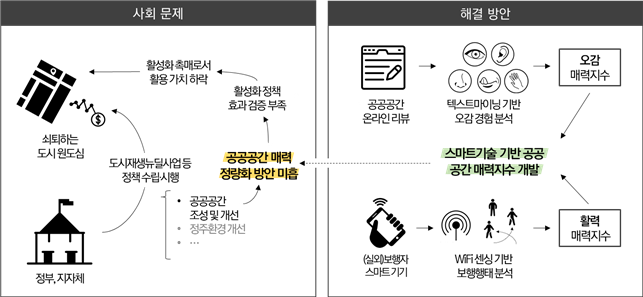 사회 문제
활성화 촉매로서
활용 가치 하락
활성화 정책
효과 검증 부족
쇠퇴하는
도시 원도심
도시재생뉴딜사업 등
정책 수립·시행
공공공간 매력
정량화 방안 미흡
• 공공공간
조성 및 개선
• 정주환경 개선
• ...
정부, 지자체
해결 방안
공공공간
온라인 리뷰
텍스트마이닝 기반
오감 경험 분석
오감
매력지수
스마트기술 기반 공공
공간 매력지수 개발
(실외)보행자
스마트 기기
WiFi 센싱 기반
보행행태 분석
활력
매력지수